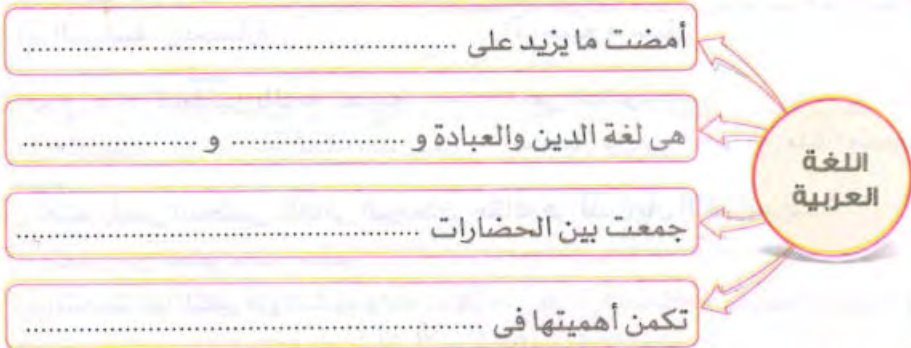 أمضت ما يزيد على ........................................................
هى لغة الدين والعبادة و ........................ و ........................
جمعت بين الحضارات ........................................................
تكمن أهميتها فى ........................................................
اللغة
العربية